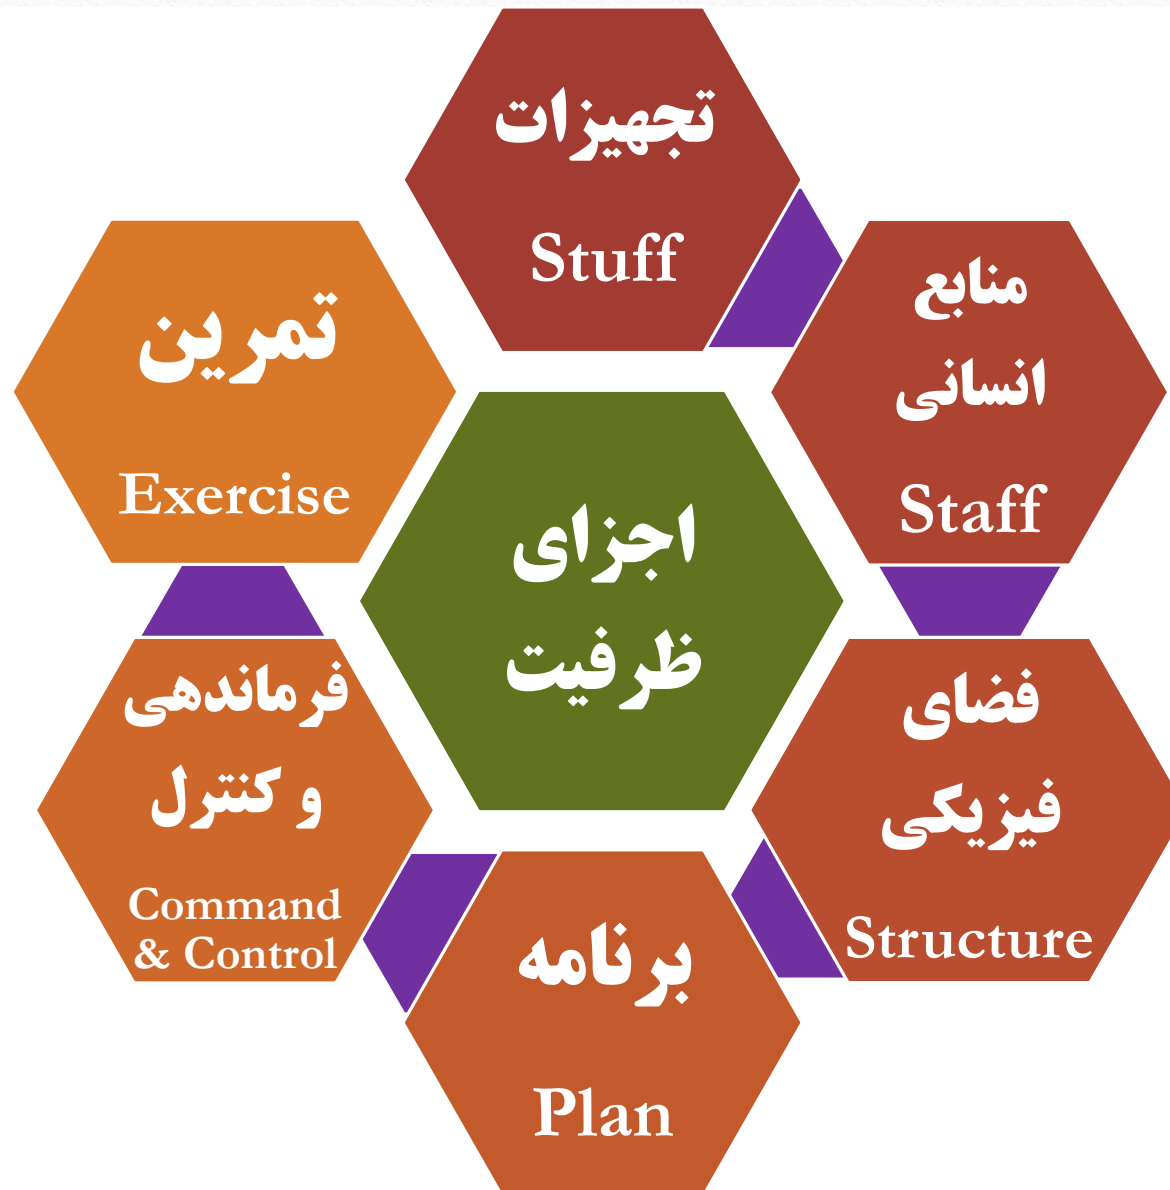 تجهیزات
Stuff
منابع
انسانی
Staff
فضای
فیزیکی
Structure
برنامه
Plan
فرماندهی
و کنترل
Command
& Control
تمرین
Exercise
اجزای
ظرفیت